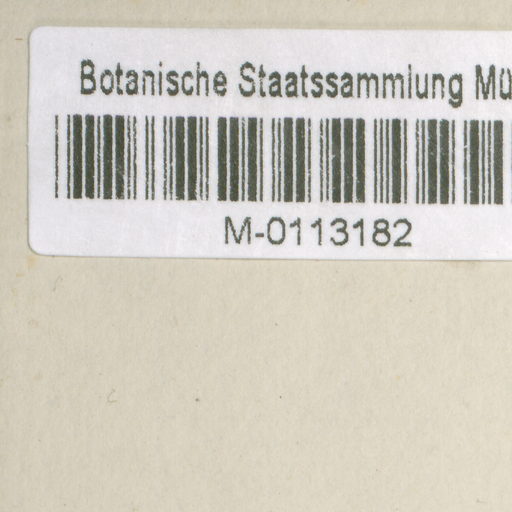 Botanische Staatssammlung Mü
M-0113182